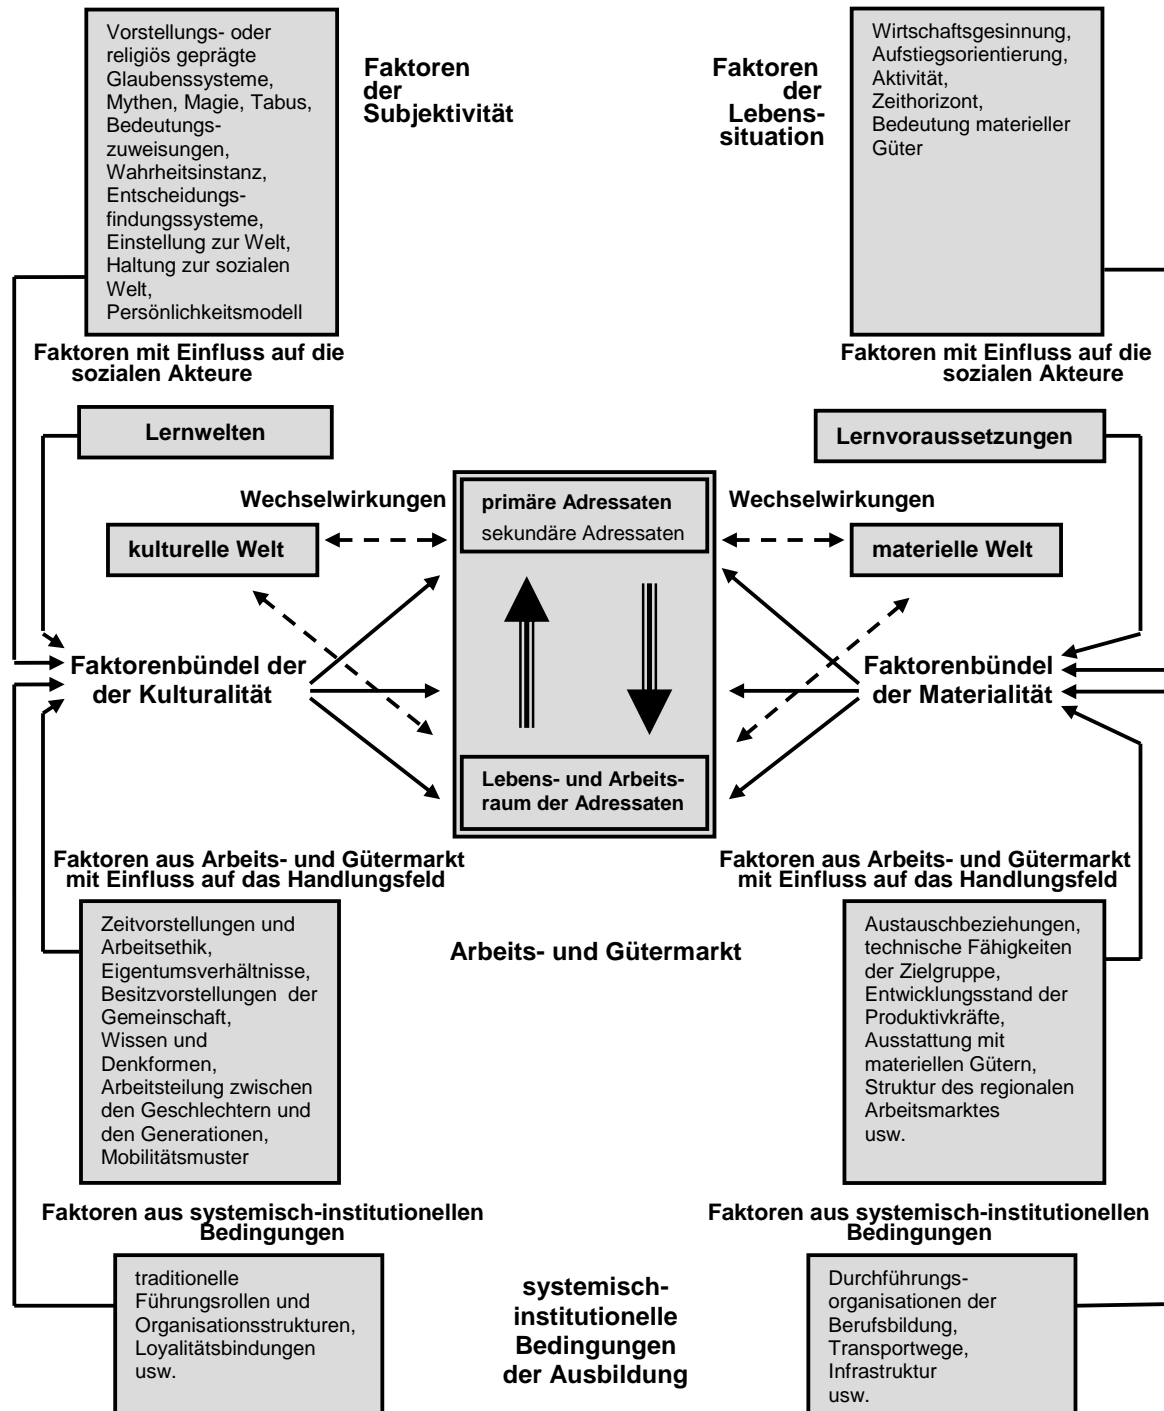 Vorstellungs- oder
religiös geprägte
Glaubenssysteme,
Mythen, Magie, Tabus,
Bedeutungs-
zuweisungen,
Wahrheitsinstanz,
Entscheidungs-
findungssysteme,
Einstellung zur Welt,
Haltung zur sozialen
Welt,
Persönlichkeitsmodell
Faktoren
der
Subjektivität
Faktoren
der
Lebens-
situation
Wirtschaftsgesinnung,
Aufstiegsorientierung,
Aktivität,
Zeithorizont,
Bedeutung materieller
Güter
Faktoren mit Einfluss auf die
sozialen Akteure
Faktoren mit Einfluss auf die
sozialen Akteure
Lernwelten
Lernvoraussetzungen
Wechselwirkungen
primäre Adressaten
sekundäre Adressaten
Wechselwirkungen
kulturelle Welt
materielle Welt
Faktorenbündel der
der Kulturalität
Faktorenbündel
der Materialität
Lebens- und Arbeits-
raum der Adressaten
Faktoren aus Arbeits- und Gütermarkt
mit Einfluss auf das Handlungsfeld
Faktoren aus Arbeits- und Gütermarkt
mit Einfluss auf das Handlungsfeld
Zeitvorstellungen und
Arbeitsethik,
Eigentumsverhältnisse,
Besitzvorstellungen der
Gemeinschaft,
Wissen und
Denkformen,
Arbeitsteilung zwischen
den Geschlechtern und
den Generationen,
Mobilitätsmuster
Arbeits- und Gütermarkt
Austauschbeziehungen,
technische Fähigkeiten
der Zielgruppe,
Entwicklungsstand der
Produktivkräfte,
Ausstattung mit
materiellen Gütern,
Struktur des regionalen
Arbeitsmarktes
usw.
Faktoren aus systemisch-institutionellen
Bedingungen
Faktoren aus systemisch-institutionellen
Bedingungen
traditionelle
Führungsrollen und
Organisationsstrukturen,
Loyalitätsbindungen
usw.
systemisch-
institutionelle
Bedingungen
der Ausbildung
Durchführungs-
organisationen der
Berufsbildung,
Transportwege,
Infrastruktur
usw.